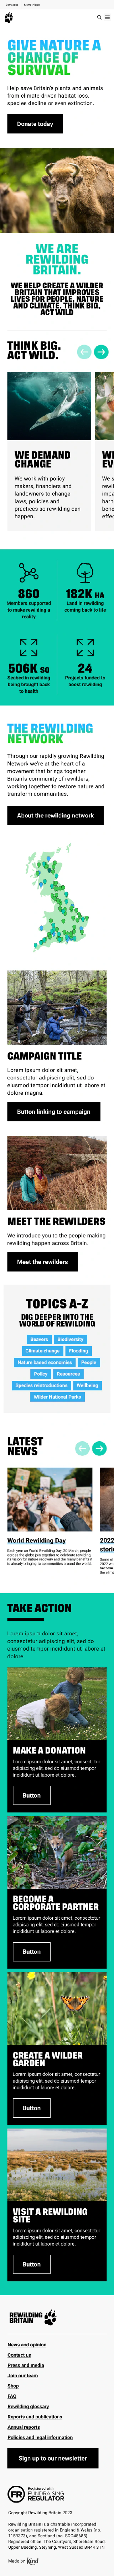 Contact us
Rewilder login
GIVE NATURE A
CHANCE OF
SURVIVAL
Help save Britain's plants and animals
from climate driven habitat loss,
species decline or even extinction.
Donate today
WE ARE
REWILDING
BRITAIN.
WE HELP CREATE A WILDER
BRITAIN THAT IMPROVES
LIVES FOR PEOPLE, NATURE
AND CLIMATE. THINK BIG,
ACT WILD
THINK BIG.
ACT WILD.
WE DEMAND
CHANGE
We work with policy
makers, financiers and
landowners to change
laws, policies and
practices so rewilding can
happen.
860
Members supported
to make rewilding a
reality
182K HA
Land in rewilding
coming back to life
506K SQ
Seabed in rewilding
being brought back
to health
24
Projects funded to
boost rewilding
THE REWILDING
NETWORK
Through our rapidly growing Rewilding
Network we're at the heart of a
movement that brings together
Britain's community of rewilders,
working together to restore nature and
transform communities.
About the rewilding network
CAMPAIGN TITLE
Lorem ipsum dolor sit amet,
consectetur adipiscing elit, sed do
eiusmod tempor incididunt ut labore et
dolore magna.
Button linking to campaign
MEET THE REWILDERS
We introduce you to the people making
rewilding happen across Britain.
Meet the rewilders
TOPICS A-Z
DIG DEEPER INTO THE
WORLD OF REWILDING
Beavers
Biodiversity
Climate change
Flooding
Nature based economies
People
Policy
Resources
Species reintroductions
Wellbeing
Wilder National Parks
LATEST
NEWS
World Rewilding Day
Each year on World Rewilding Day, 20 March, people
TAKE ACTION
Lorem ipsum dolor sit amet,
consectetur adipiscing elit, sed do
eiusmod tempor incididunt ut labore et
dolore.
MAKE A DONATION
Lorem ipsum dolor sit amet, consectetur
adipiscing elit, sed do eiusmod tempor
incididunt ut labore et dolore.
Button
BECOME A
CORPORATE PARTNER
Lorem ipsum dolor sit amet, consectetur
adipiscing elit, sed do eiusmod tempor
incididunt ut labore et dolore.
Button
CREATE A WILDER
GARDEN
Lorem ipsum dolor sit amet, consectetur
adipiscing elit, sed do eiusmod tempor
incididunt ut labore et dolore.
Button
VISIT A REWILDING
SITE
Lorem ipsum dolor sit amet, consectetur
adipiscing elit, sed do eiusmod tempor
incididunt ut labore et dolore.
Button
REWILDING
BRITAIN
News and opinion
Contact us
Press and media
Join our team
Shop
FAQ
Rewilding glossary
Reports and publications
Annual reports
Policies and legal information
Sign up to our newsletter
Registered with
FR FUNDRAISING
REGULATOR
Copyright Rewilding Britain 2023
Rewilding Britain is a charitable incorporated
organisation registered in England & Wales (no.
Registered office: The Courtyard, Shoreham Road,
Upper Beeding, Steyning, West Sussex BN44 3TN
Made by Kind